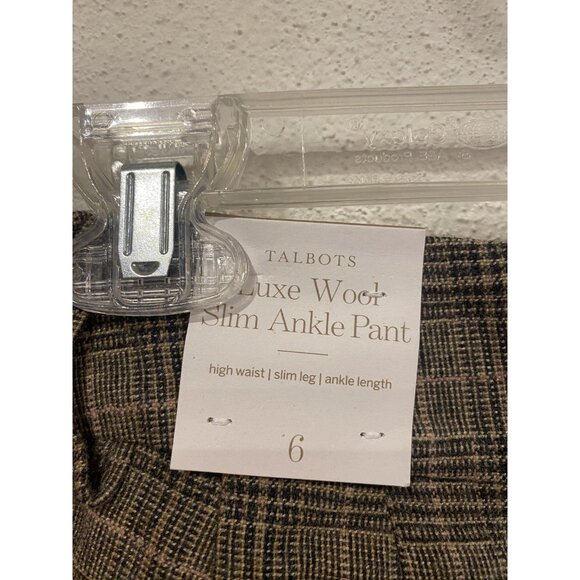 TALBOTS
Luxe Wool
Slim Ankle Pant
high waist | slim leg | ankle length
6